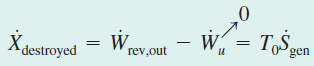 Ẋdestroyed = Ẇrev,out − Ẇu↗0 = T0Ṡgen